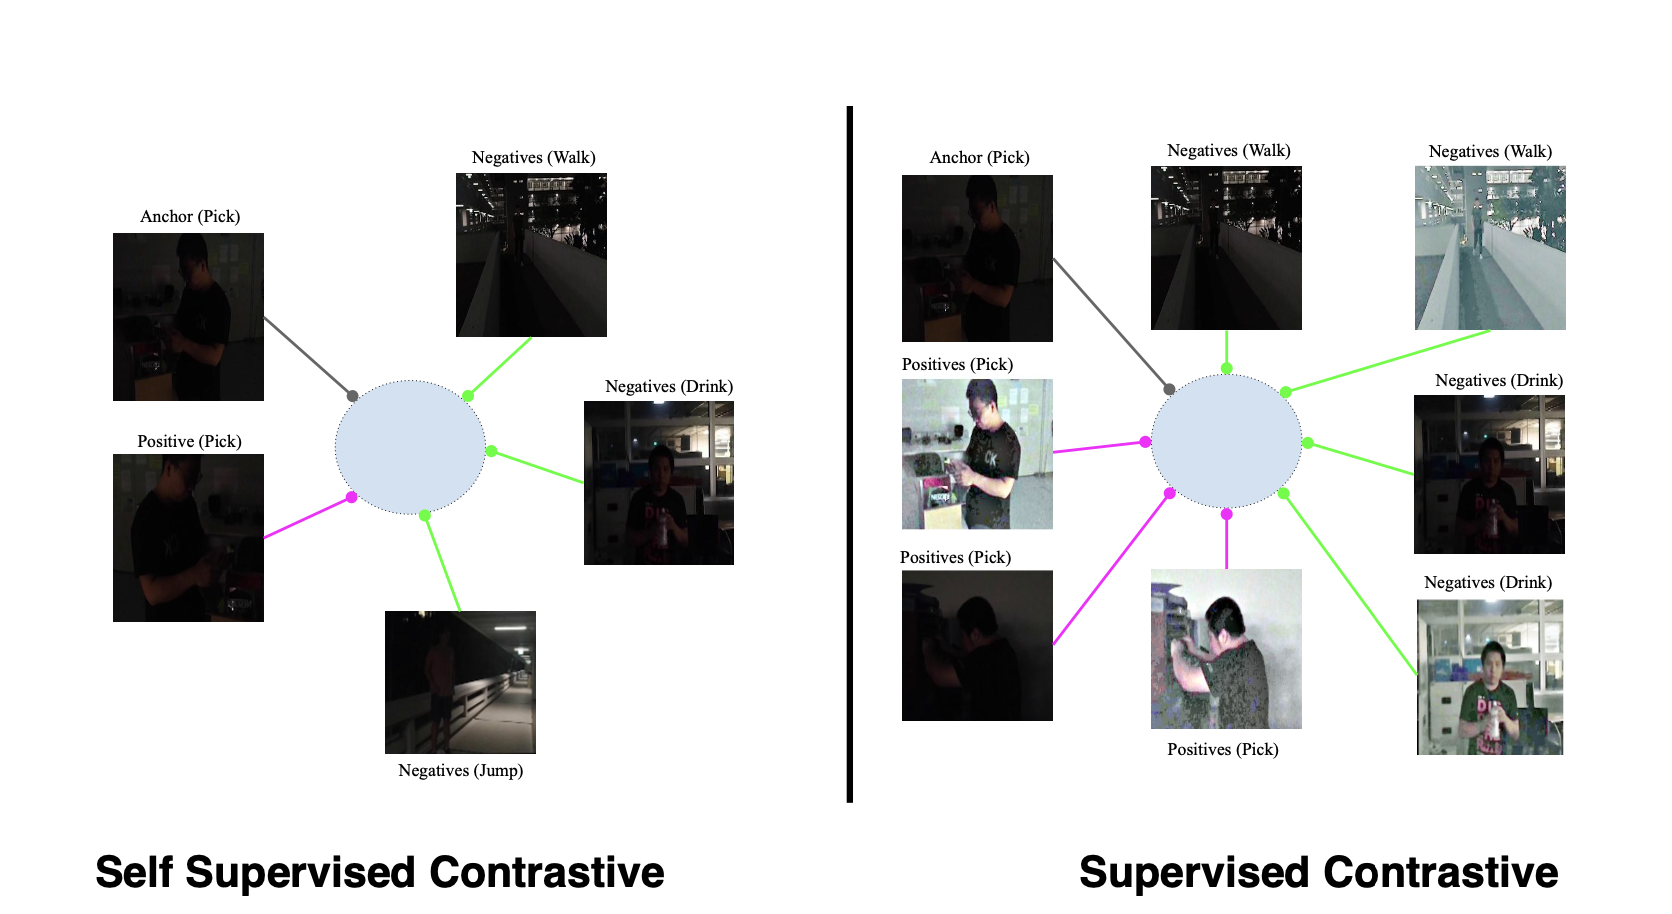 Negatives (Walk)
Anchor (Pick)
Negatives (Drink)
Positive (Pick)
Negatives (Jump)
Self Supervised Contrastive
Anchor (Pick)
Negatives (Walk)
Negatives (Walk)
Positives (Pick)
Negatives (Drink)
Positives (Pick)
Negatives (Drink)
Positives (Pick)
Supervised Contrastive